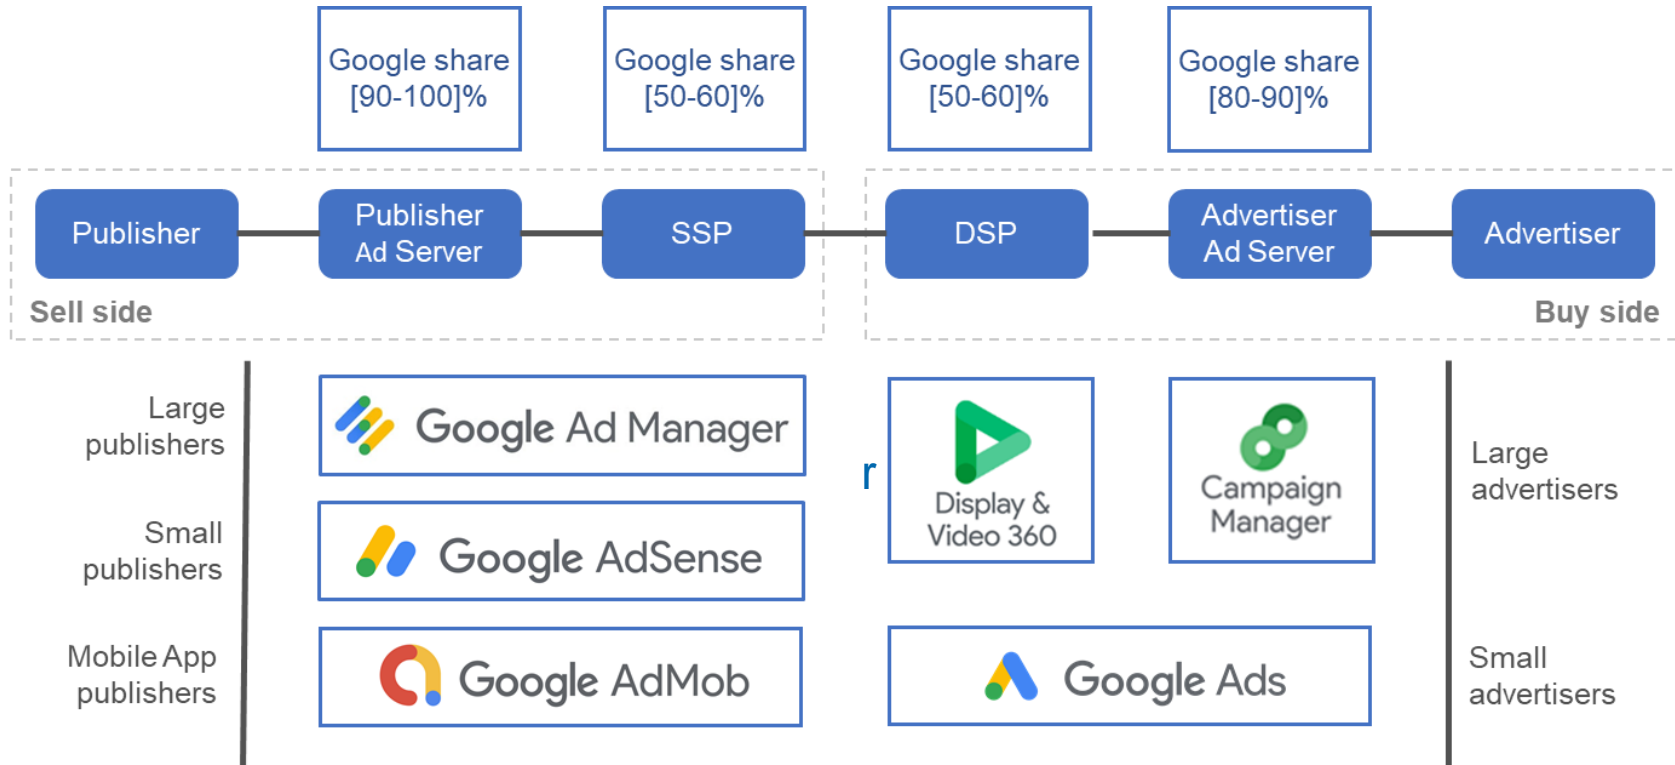 Google share
[90-100]%
Google share
[50-60]%
Google share
[50-60]%
Google share
[80-90]%
Publisher
Publisher
Ad Server
SSP
DSP
Advertiser
Ad Server
Advertiser
Sell side
Buy side
Large
publishers
Google Ad Manager
r
Display &
Video 360
Campaign
Manager
Large
advertisers
Small
publishers
Google AdSense
Mobile App
publishers
Google AdMob
Google Ads
Small
advertisers